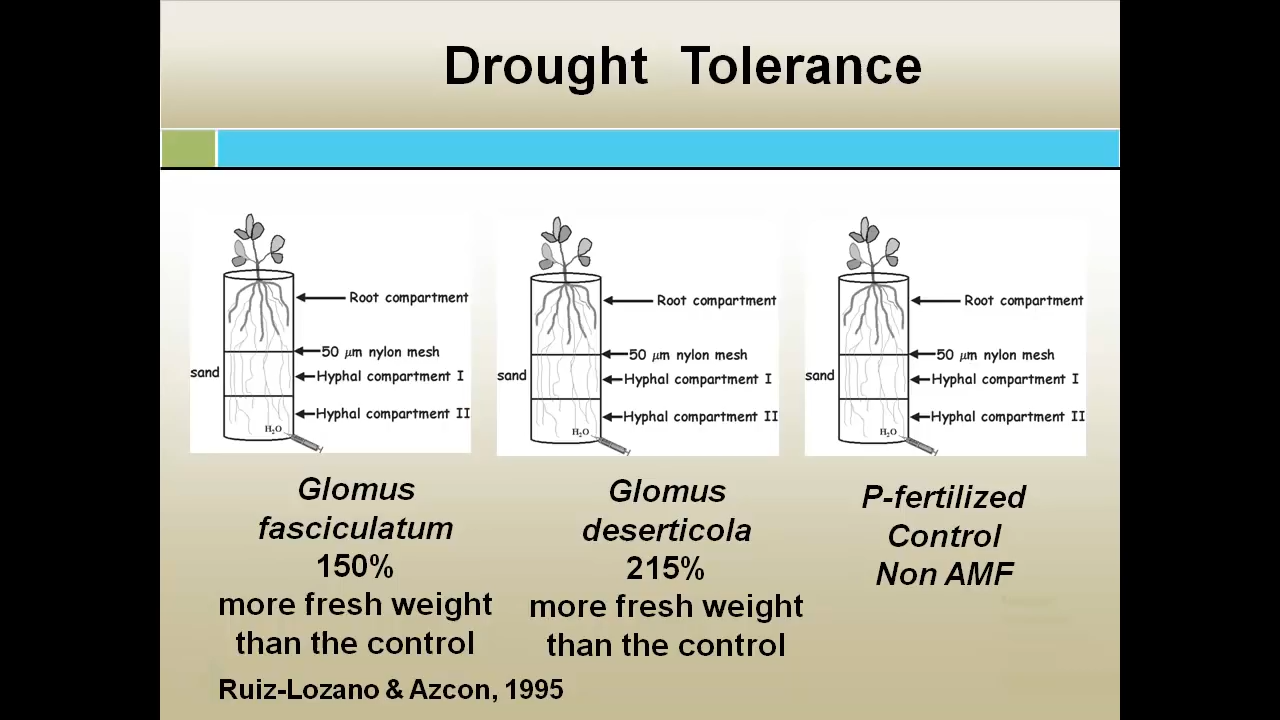 Drought Tolerance
Root compartment
50 μm nylon mesh
sand
Hyphal compartment I
Hyphal compartment II
H₂O
Root compartment
50 μm nylon mesh
sand
Hyphal compartment I
Hyphal compartment II
H₂O
Root compartment
50 μm nylon mesh
sand
Hyphal compartment I
Hyphal compartment II
H₂O
Glomus
fasciculatum
150%
more fresh weight
than the control
Glomus
deserticola
215%
more fresh weight
than the control
P-fertilized
Control
Non AMF
Ruiz-Lozano & Azcon, 1995